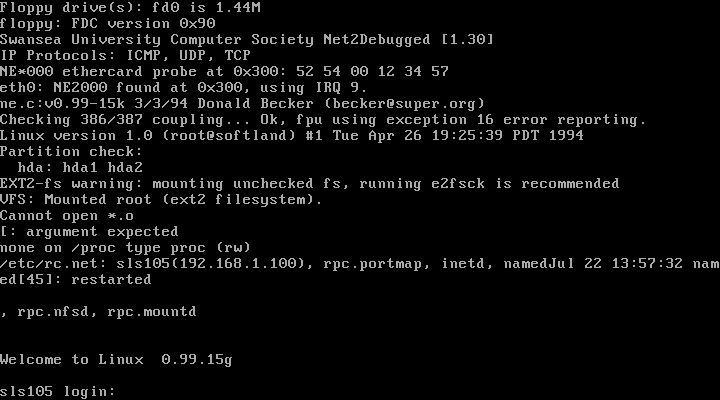 Floppy drive(s): fd0 is 1.44M
floppy: FDC version 0x90
Swansea University Computer Society Net2Debugged [1.30]
IP Protocols: ICMP, UDP, TCP
NE*000 ethercard probe at 0x300: 52 54 00 12 34 57
eth0: NE2000 found at 0x300, using IRQ 9.
ne.c:v0.99-15k 3/3/94 Donald Becker (becker@super.org)
Checking 386/387 coupling... Ok, fpu using exception 16 error reporting.
Linux version 1.0 (root@softland) #1 Tue Apr 26 19:25:39 PDT 1994
Partition check:
  hda: hda1 hda2
EXT2-fs warning: mounting unchecked fs, running e2fsck is recommended
VFS: Mounted root (ext2 filesystem).
Cannot open *.o
[: argument expected
none on /proc type proc (rw)
/etc/rc.net: sls105(192.168.1.100), rpc.portmap, inetd, namedJul 22 13:57:32 nam
ed[45]: restarted
, rpc.nfsd, rpc.mountd
Welcome to Linux  0.99.15g
sls105 login: